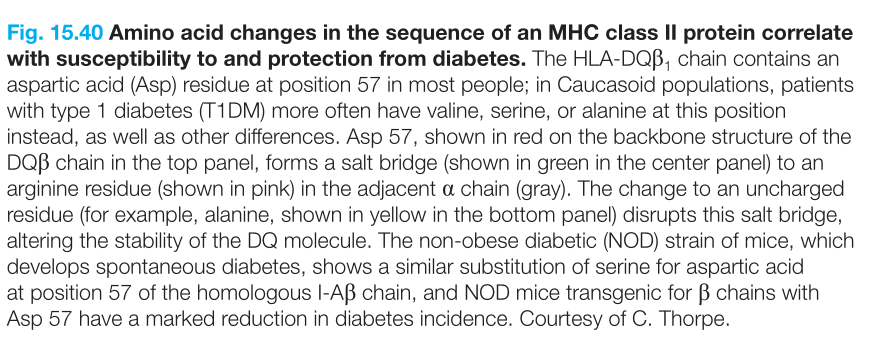 Fig. 15.40 Amino acid changes in the sequence of an MHC class II protein correlate
with susceptibility to and protection from diabetes. The HLA-DQβ₁ chain contains an
aspartic acid (Asp) residue at position 57 in most people; in Caucasoid populations, patients
with type 1 diabetes (T1DM) more often have valine, serine, or alanine at this position
instead, as well as other differences. Asp 57, shown in red on the backbone structure of the
DQβ chain in the top panel, forms a salt bridge (shown in green in the center panel) to an
arginine residue (shown in pink) in the adjacent α chain (gray). The change to an uncharged
residue (for example, alanine, shown in yellow in the bottom panel) disrupts this salt bridge,
altering the stability of the DQ molecule. The non-obese diabetic (NOD) strain of mice, which
develops spontaneous diabetes, shows a similar substitution of serine for aspartic acid
at position 57 of the homologous I-Aβ chain, and NOD mice transgenic for β chains with
Asp 57 have a marked reduction in diabetes incidence. Courtesy of C. Thorpe.